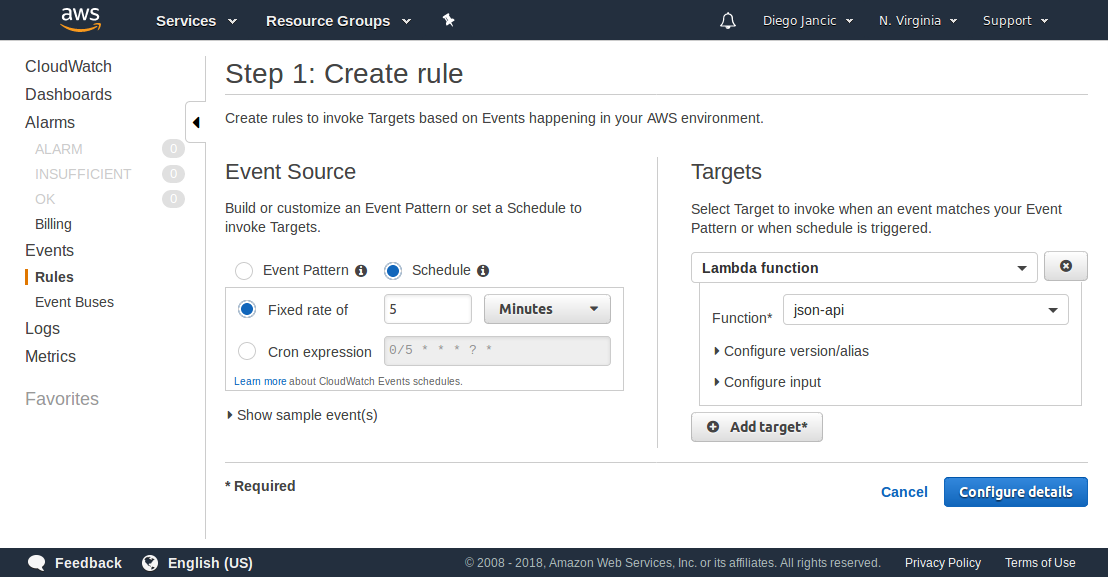 aws
Services
Resource Groups
Diego Jancic
N. Virginia
Support
CloudWatch
Dashboards
Alarms
ALARM 0
INSUFFICIENT 0
OK 0
Billing
Events
Rules
Event Buses
Logs
Metrics
Favorites
Step 1: Create rule
Create rules to invoke Targets based on Events happening in your AWS environment.
Event Source
Build or customize an Event Pattern or set a Schedule to
invoke Targets.
Event Pattern
Schedule
Fixed rate of 5 Minutes
Cron expression 0/5 * * * ? *
Learn more about CloudWatch Events schedules.
Show sample event(s)
Targets
Select Target to invoke when an event matches your Event
Pattern or when schedule is triggered.
Lambda function
Function* json-api
Configure version/alias
Configure input
Add target*
* Required
Cancel
Configure details
Feedback
English (US)
© 2008 - 2018, Amazon Web Services, Inc. or its affiliates. All rights reserved.
Privacy Policy
Terms of Use